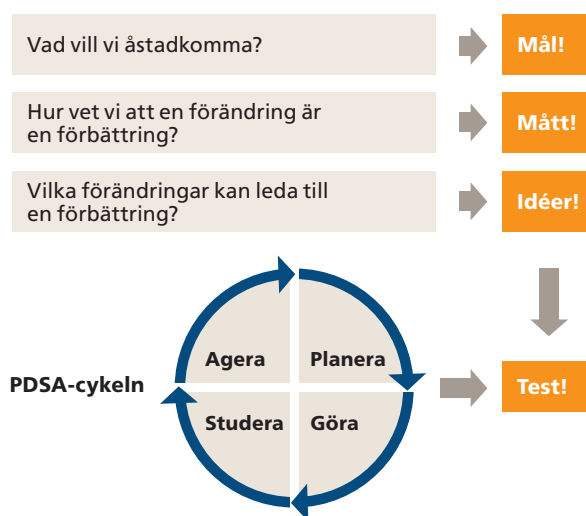 Vad vill vi åstadkomma?
Mål!
Hur vet vi att en förändring är
en förbättring?
Mått!
Vilka förändringar kan leda till
en förbättring?
Idéer!
Agera
Planera
PDSA-cykeln
Test!
Studera
Göra